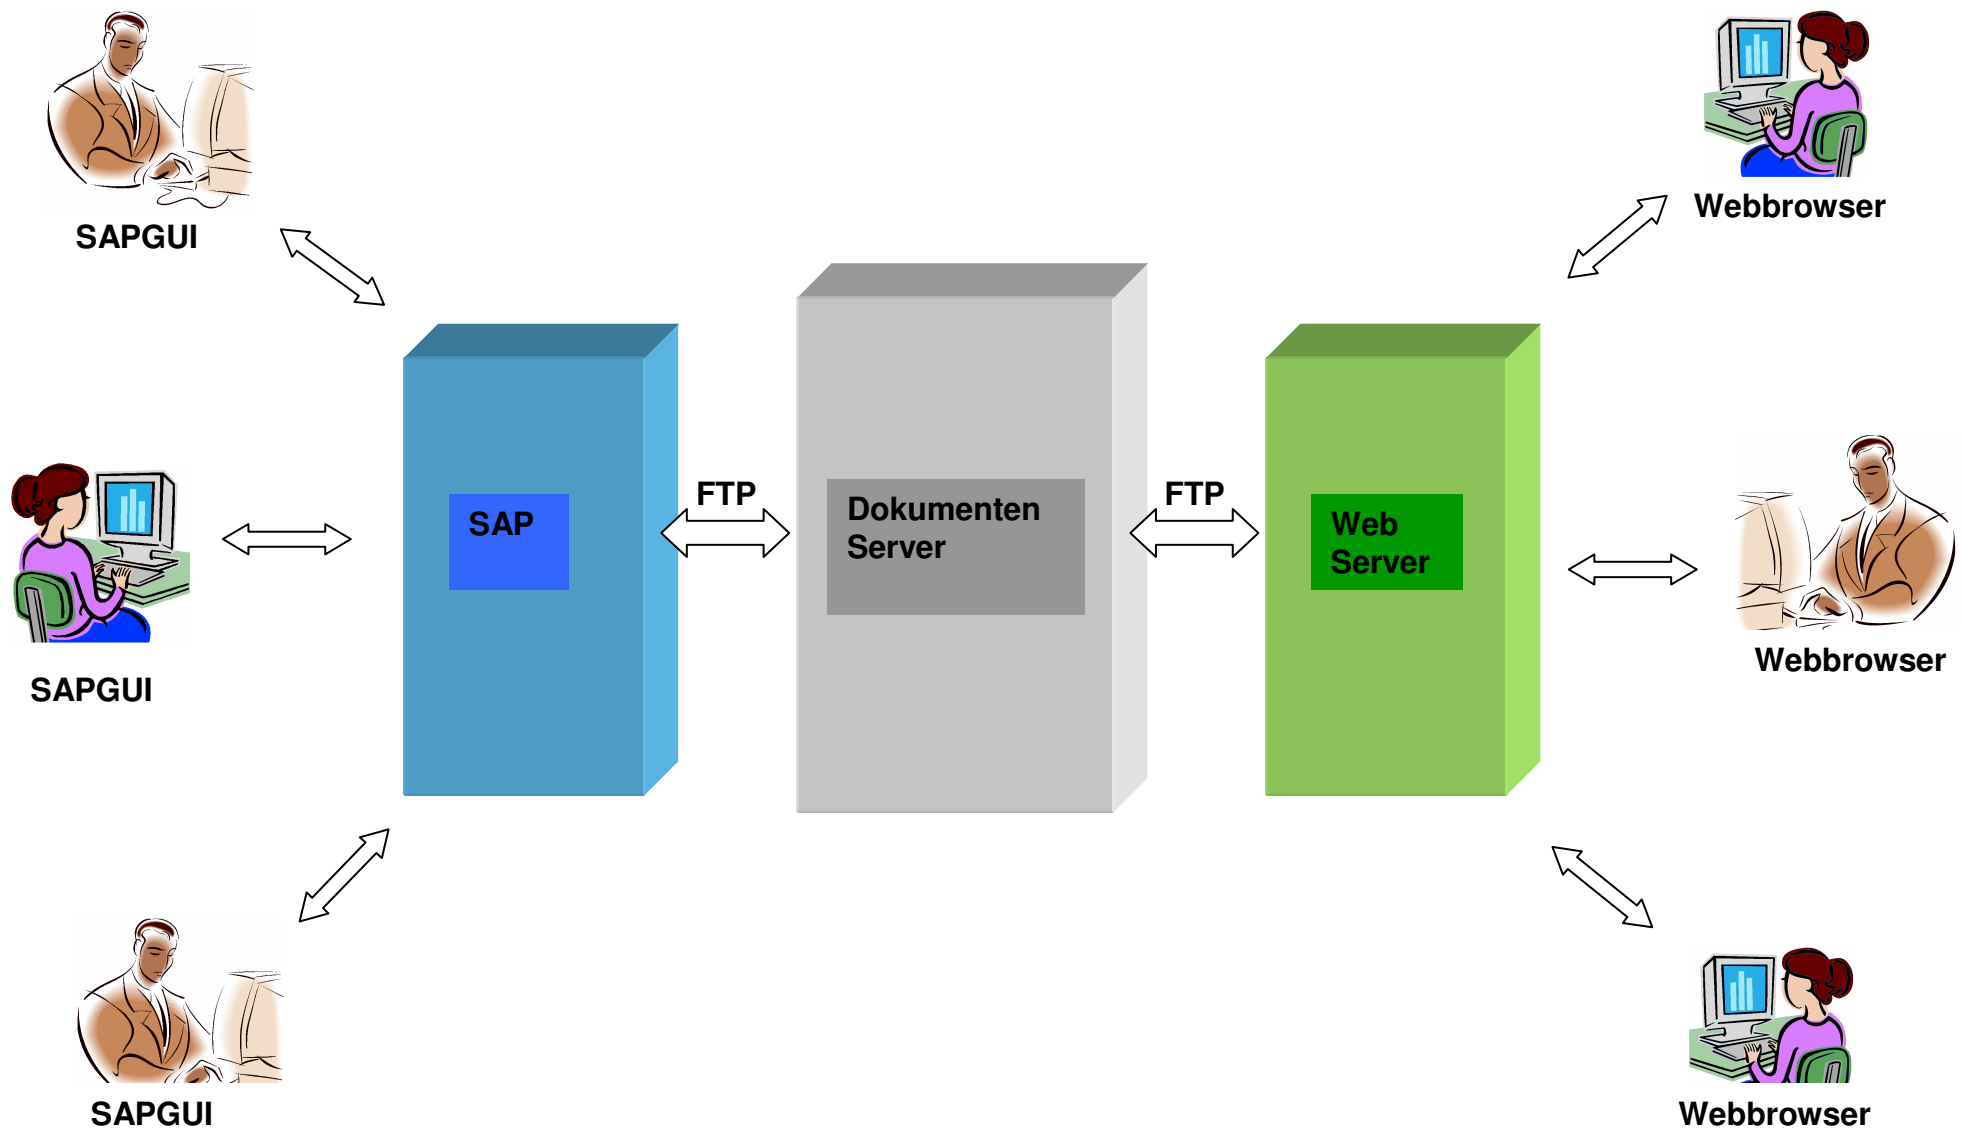 Webbrowser
SAPGUI
FTP
FTP
SAP
Dokumenten
Server
Web
Server
Webbrowser
SAPGUI
SAPGUI
Webbrowser